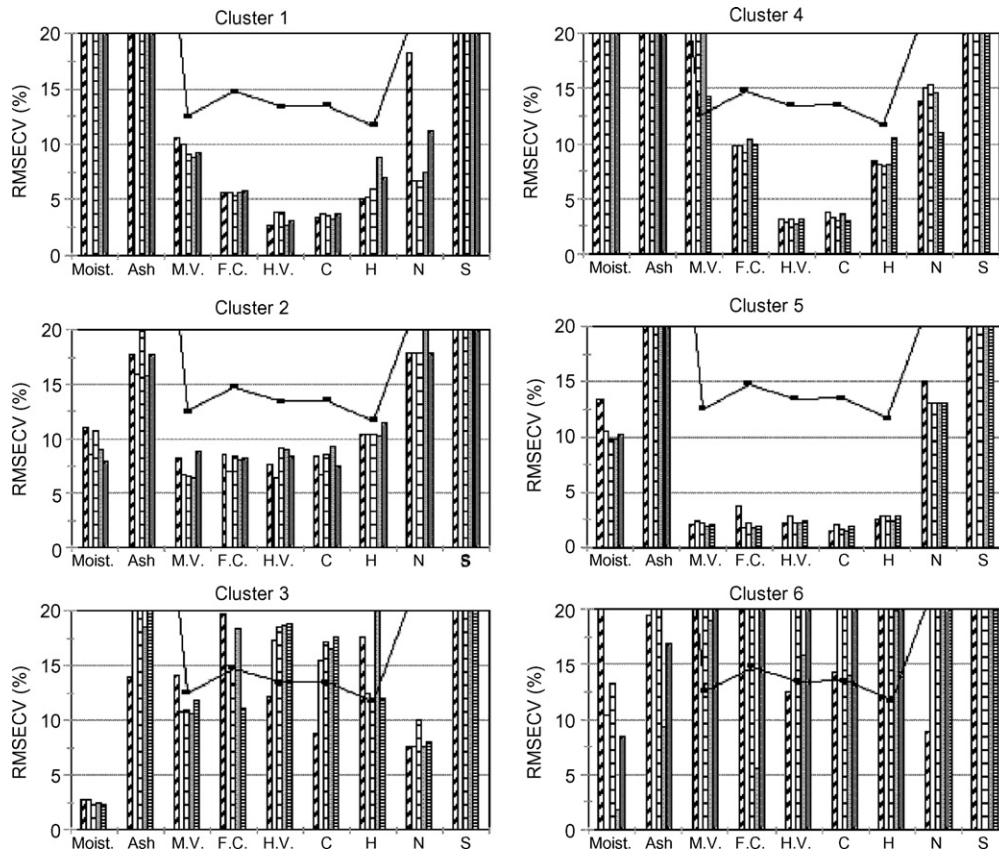 Cluster 1
RMSECV (%)
20
15
10
5
0
Moist. Ash M.V. F.C. H.V. C H N S
Cluster 4
RMSECV (%)
20
15
10
5
0
Moist. Ash M.V. F.C. H.V. C H N S
Cluster 2
RMSECV (%)
20
15
10
5
0
Moist. Ash M.V. F.C. H.V. C H N S
Cluster 5
RMSECV (%)
20
15
10
5
0
Moist. Ash M.V. F.C. H.V. C H N S
Cluster 3
RMSECV (%)
20
15
10
5
0
Moist. Ash M.V. F.C. H.V. C H N S
Cluster 6
RMSECV (%)
20
15
10
5
0
Moist. Ash M.V. F.C. H.V. C H N S